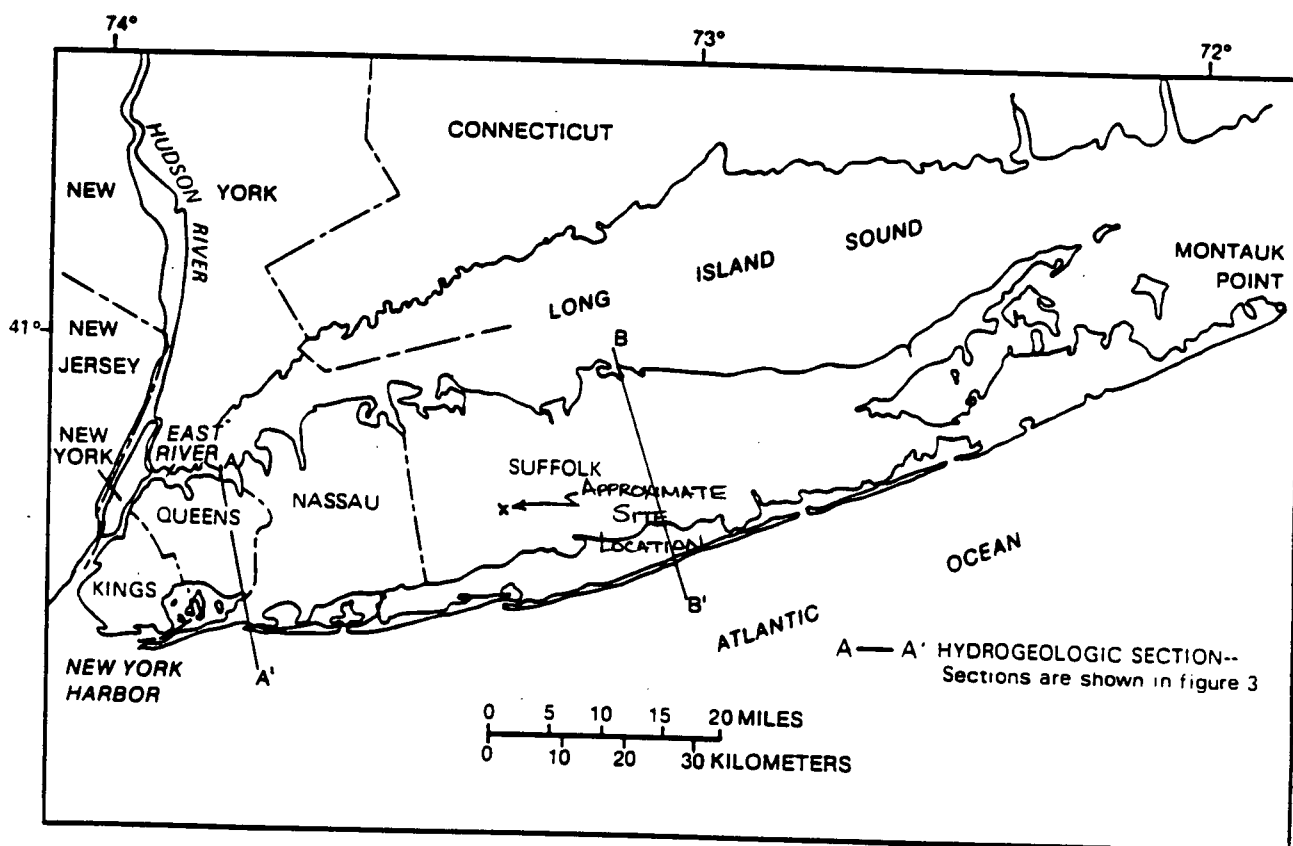 74°
73°
72°
CONNECTICUT
HUDSON
RIVER
NEW
YORK
LONG
ISLAND
SOUND
MONTAUK
POINT
41°
NEW
JERSEY
B
NEW
YORK
EAST
RIVER
A
QUEENS
NASSAU
SUFFOLK
x
APPROXIMATE
SITE
LOCATION
KINGS
B'
OCEAN
ATLANTIC
NEW YORK
HARBOR
A'
A — A' HYDROGEOLOGIC SECTION--
Sections are shown in figure 3
0 5 10 15 20 MILES
0 10 20 30 KILOMETERS